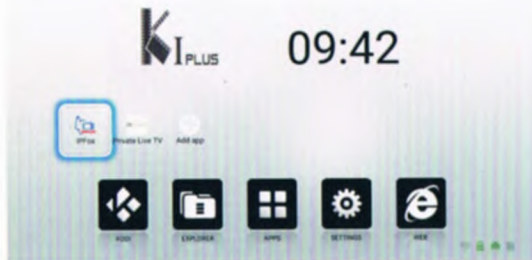 KI PLUS 09:42
IPFox Private Live TV Add app
KODI EXPLORER APPS SETTINGS WEB